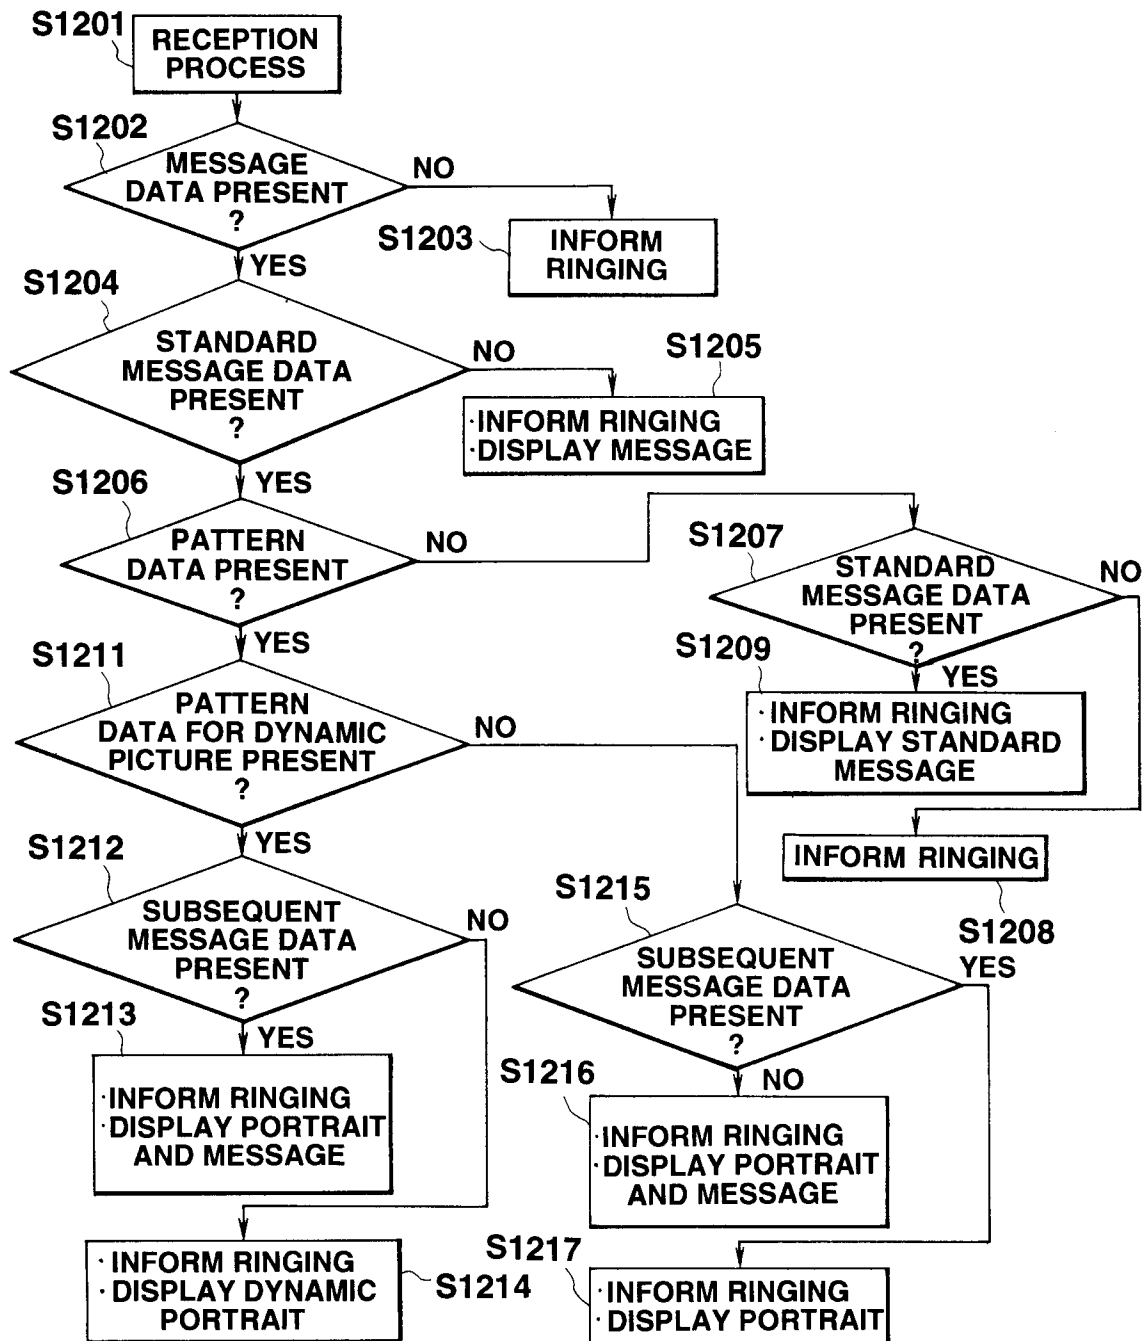 S1201
RECEPTION
PROCESS
S1202
MESSAGE
DATA PRESENT
?
NO
YES
S1203
INFORM
RINGING
S1204
STANDARD
MESSAGE DATA
PRESENT
?
NO
YES
S1205
·INFORM RINGING
·DISPLAY MESSAGE
S1206
PATTERN
DATA PRESENT
?
NO
YES
S1207
STANDARD
MESSAGE DATA
PRESENT
?
NO
YES
S1209
·INFORM RINGING
·DISPLAY STANDARD
MESSAGE
INFORM RINGING
S1208
S1211
PATTERN
DATA FOR DYNAMIC
PICTURE PRESENT
?
NO
YES
S1212
SUBSEQUENT
MESSAGE DATA
PRESENT
?
NO
YES
S1213
·INFORM RINGING
·DISPLAY PORTRAIT
AND MESSAGE
·INFORM RINGING
·DISPLAY DYNAMIC
PORTRAIT
S1214
S1215
SUBSEQUENT
MESSAGE DATA
PRESENT
?
YES
NO
S1216
·INFORM RINGING
·DISPLAY PORTRAIT
AND MESSAGE
S1217
·INFORM RINGING
·DISPLAY PORTRAIT